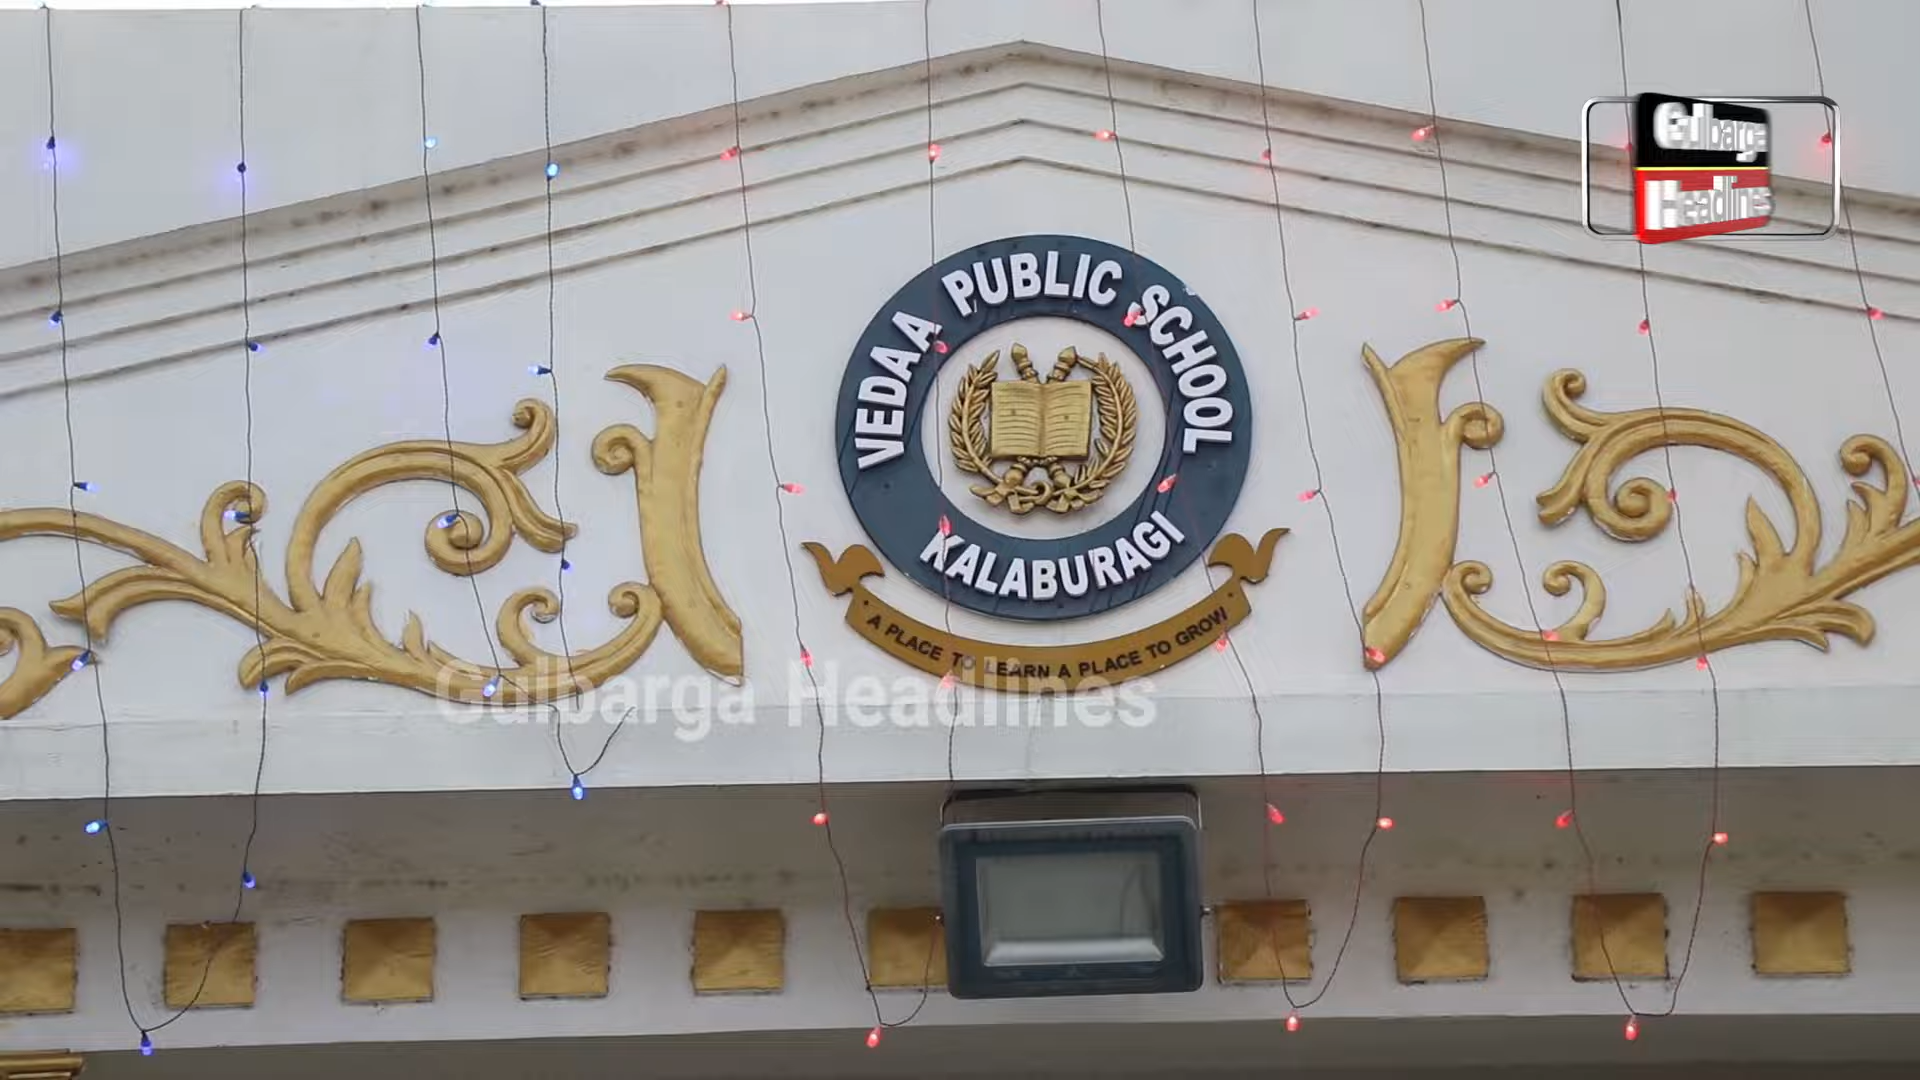 Gulbarga
Headlines
VEDAA PUBLIC SCHOOL
KALABURAGI
A PLACE TO LEARN A PLACE TO GROW
Gulbarga Headlines